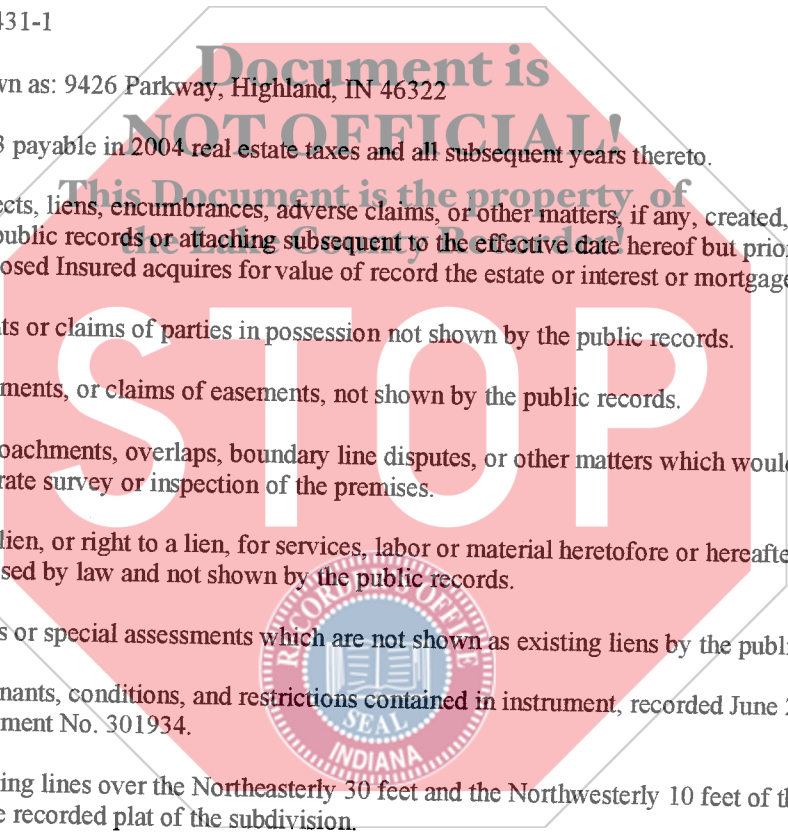 431-1
Document is
wn as: 9426 Parkway, Highland, IN 46322
NOT OFFICIAL!
3 payable in 2004 real estate taxes and all subsequent years thereto.
This Document is the property of
ects, liens, encumbrances, adverse claims, or other matters, if any, created,
public records or attaching subsequent to the effective date hereof but prior
the Lake County Recorder!
osed Insured acquires for value of record the estate or interest or mortgage
ts or claims of parties in possession not shown by the public records.
STOP
ments, or claims of easements, not shown by the public records.
oachments, overlaps, boundary line disputes, or other matters which would
rate survey or inspection of the premises.
lien, or right to a lien, for services, labor or material heretofore or hereafte
sed by law and not shown by the public records.
RECORDER'S OFFICE
s or special assessments which are not shown as existing liens by the publi
nants, conditions, and restrictions contained in instrument, recorded June 2
ment No. 301934.
SEAL
INDIANA
ing lines over the Northeasterly 30 feet and the Northwesterly 10 feet of th
e recorded plat of the subdivision.